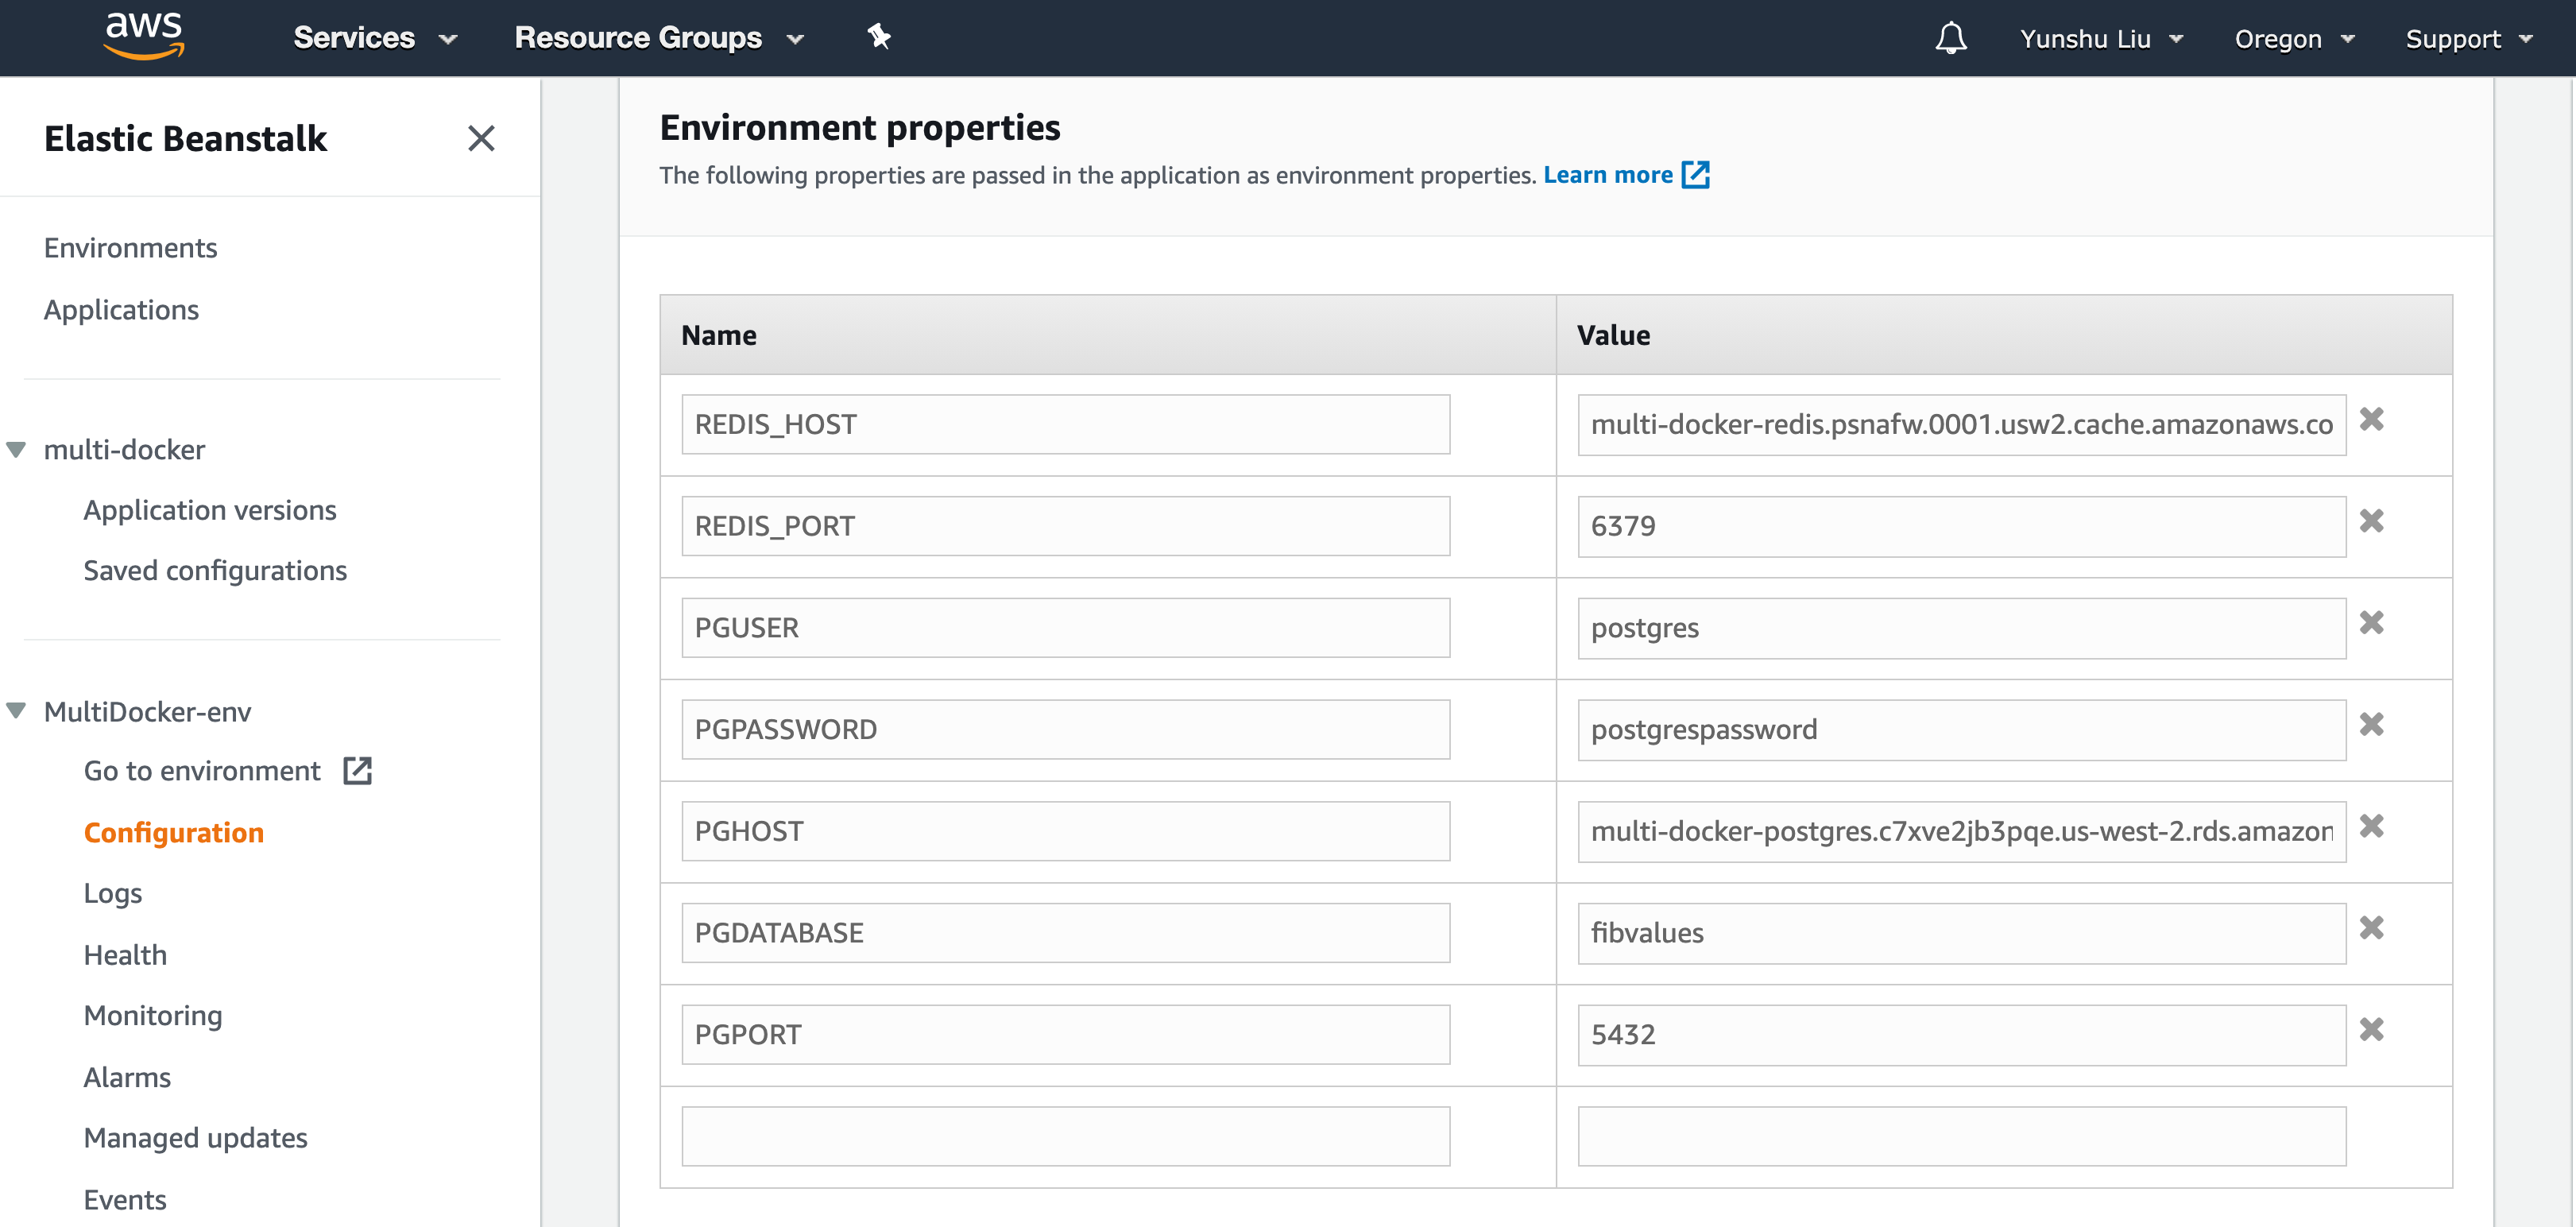 aws Services Resource Groups Yunshu Liu Oregon Support
Elastic Beanstalk
Environments
Applications
multi-docker
Application versions
Saved configurations
MultiDocker-env
Go to environment
Configuration
Logs
Health
Monitoring
Alarms
Managed updates
Events
Environment properties
The following properties are passed in the application as environment properties. Learn more
Name Value
REDIS_HOST multi-docker-redis.psnafw.0001.usw2.cache.amazonaws.co
REDIS_PORT 6379
PGUSER postgres
PGPASSWORD postgrespassword
PGHOST multi-docker-postgres.c7xve2jb3pqe.us-west-2.rds.amazon
PGDATABASE fibvalues
PGPORT 5432